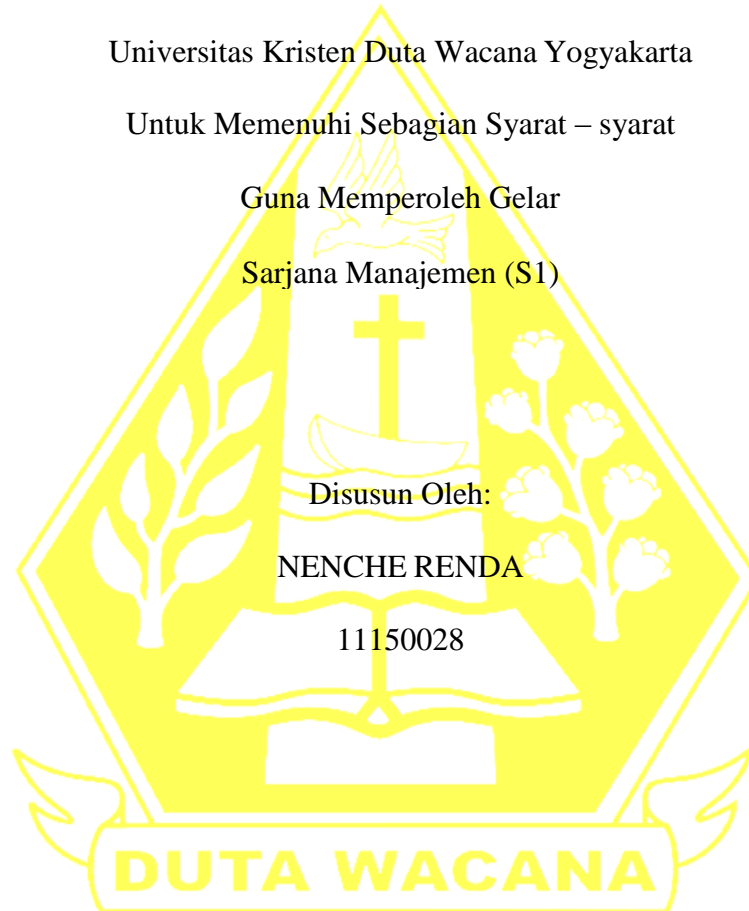 Universitas Kristen Duta Wacana Yogyakarta
Untuk Memenuhi Sebagian Syarat – syarat
Guna Memperoleh Gelar
Sarjana Manajemen (S1)
Disusun Oleh:
NENCHE RENDA
11150028
DUTA WACANA